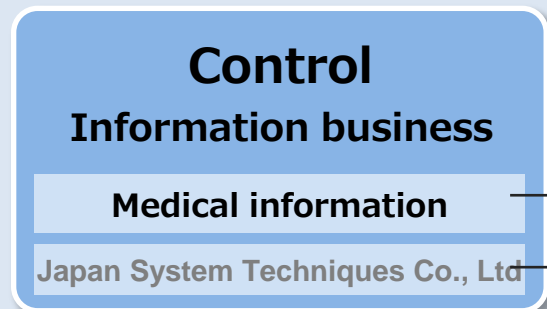 Control
Information business
Medical information
Japan System Techniques Co., Ltd